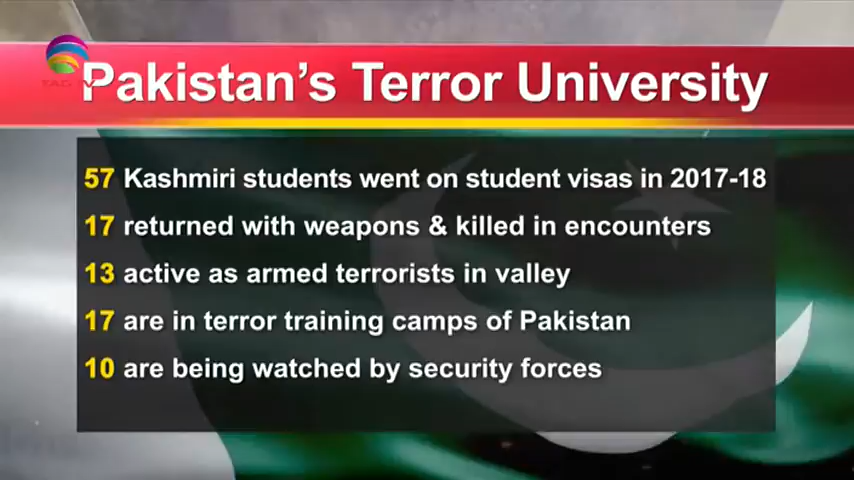 TAG TV
Pakistan's Terror University
57 Kashmiri students went on student visas in 2017-18
17 returned with weapons & killed in encounters
13 active as armed terrorists in valley
17 are in terror training camps of Pakistan
10 are being watched by security forces